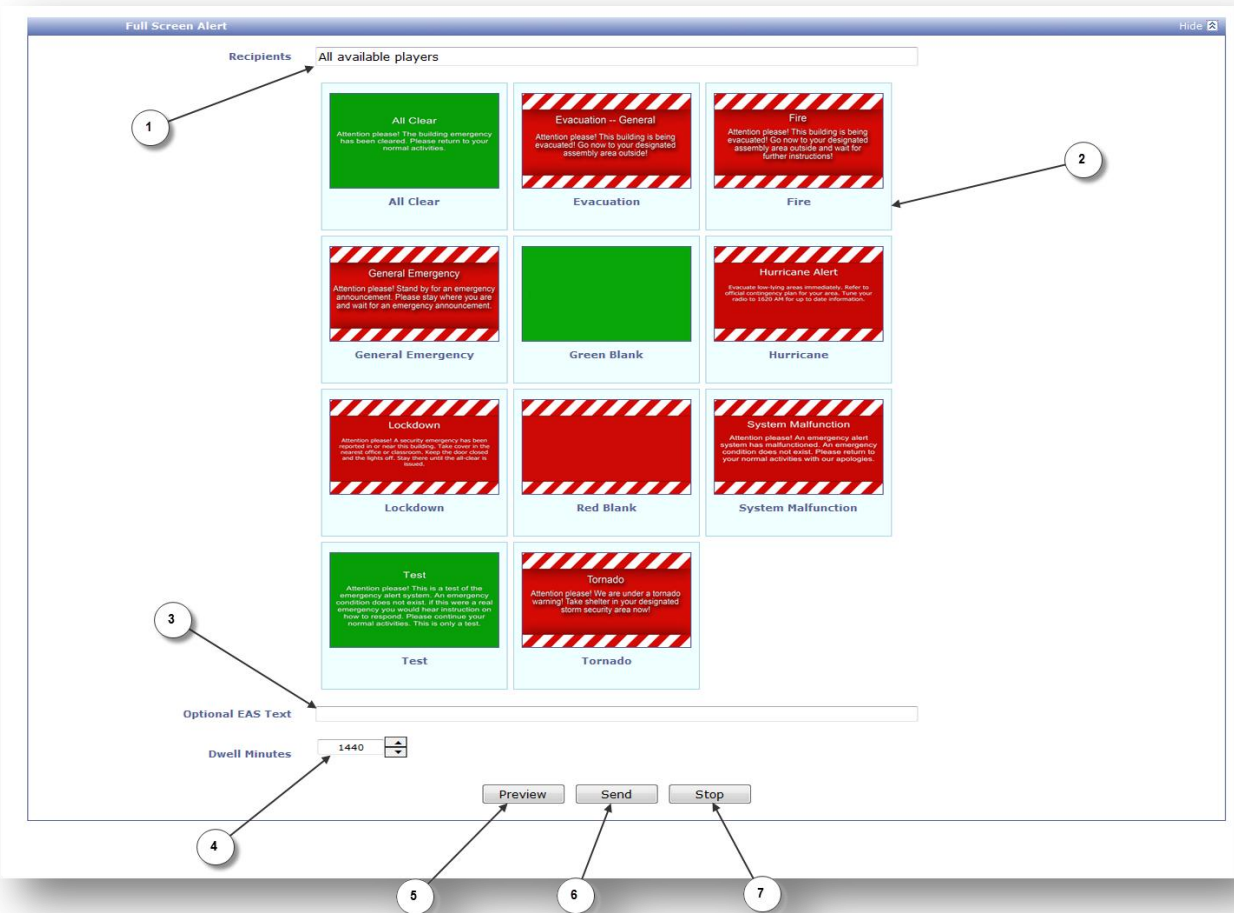 Full Screen Alert
Hide
Recipients
All available players
1
All Clear
Attention please! The building emergency
has been cleared. Please return to your
normal activities.
All Clear
Evacuation -- General
Attention please! This building is being
evacuated! Go now to your designated
assembly area outside!
Evacuation
Fire
Attention please! This building is being
evacuated! Go now to your designated
assembly area outside and wait for
further instructions!
Fire
2
General Emergency
Attention please! Stand by for an emergency
announcement. Please stay where you are
and wait for an emergency announcement.
General Emergency
Green Blank
Hurricane Alert
Evacuate low-lying areas immediately. Refer to
official contingency plan for your area. Tune your
radio to 1620 AM for up to date information.
Hurricane
Lockdown
Attention please! A security emergency has been
reported in or near this building. Take cover in the
nearest office or classroom. Keep the door closed
and the lights off. Stay there until the all-clear is
issued.
Lockdown
Red Blank
System Malfunction
Attention please! An emergency alert
system has malfunctioned. An emergency
condition does not exist. Please return to
your normal activities with our apologies.
System Malfunction
Test
Attention please! This is a test of the
emergency alert system. An emergency
condition does not exist. if this were a real
emergency you would hear instruction on
how to respond. Please continue your
normal activities. This is only a test.
Test
Tornado
Attention please! We are under a tornado
warning! Take shelter in your designated
storm security area now!
Tornado
3
Optional EAS Text
Dwell Minutes
1440
Preview
Send
Stop
4
5
6
7